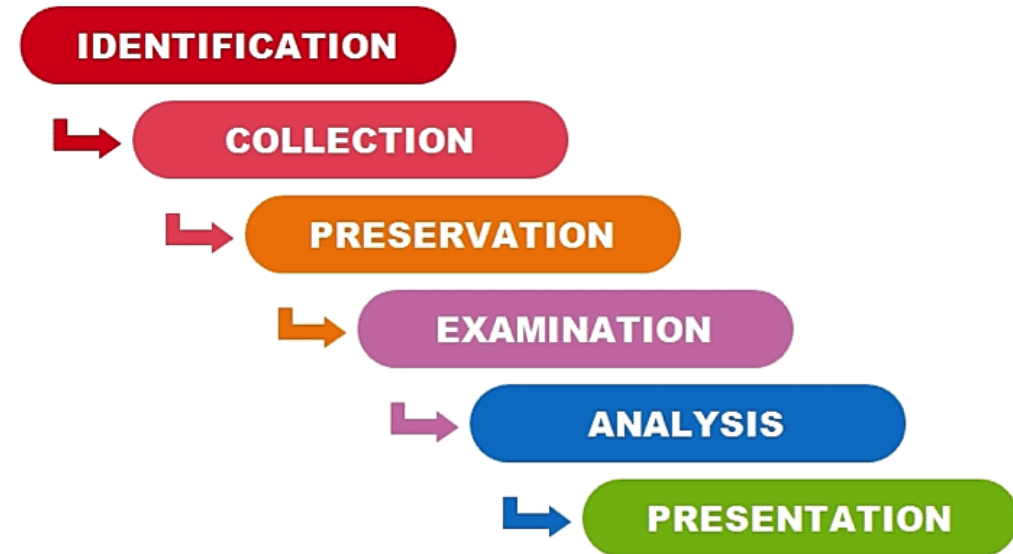 IDENTIFICATION
COLLECTION
PRESERVATION
EXAMINATION
ANALYSIS
PRESENTATION